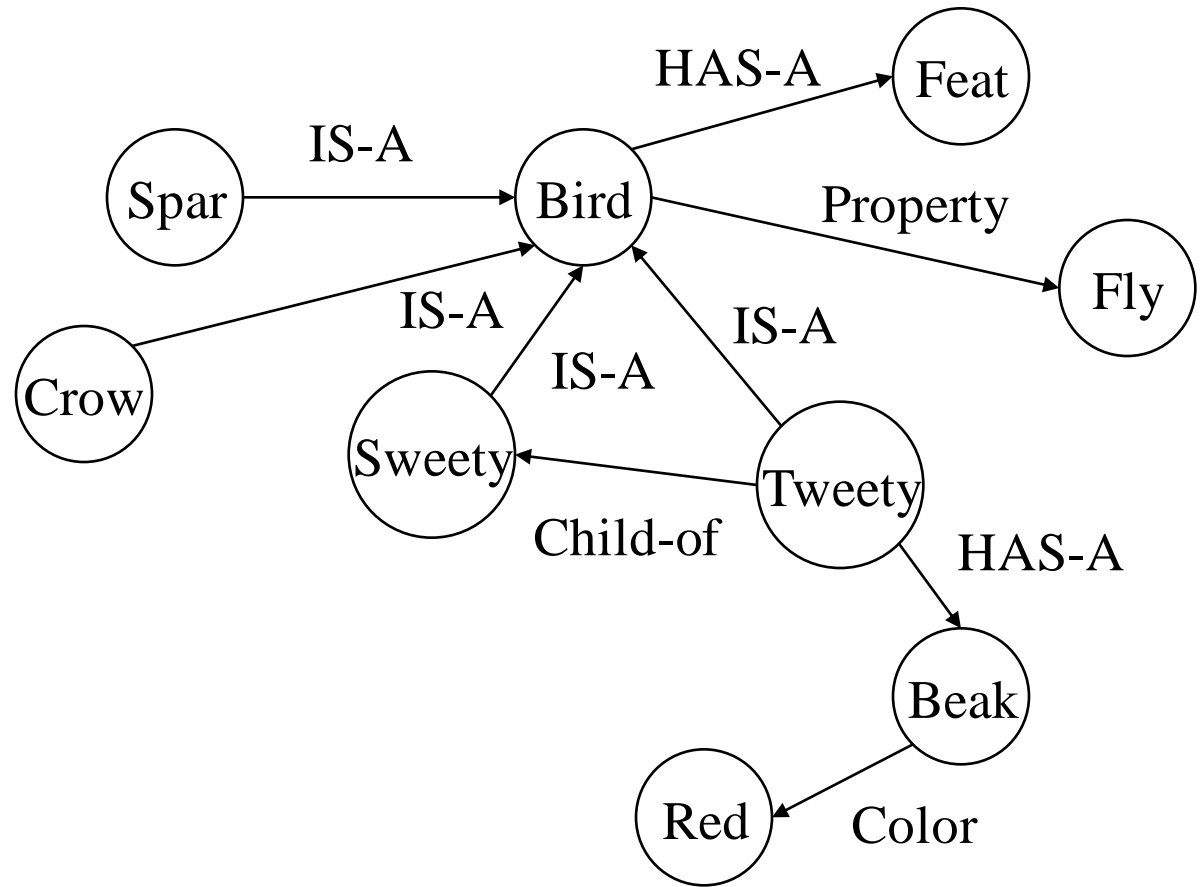 HAS-A
Feat
IS-A
Spar
Bird
Property
Fly
IS-A
IS-A
IS-A
Crow
Sweety
Tweety
Child-of
HAS-A
Beak
Red
Color